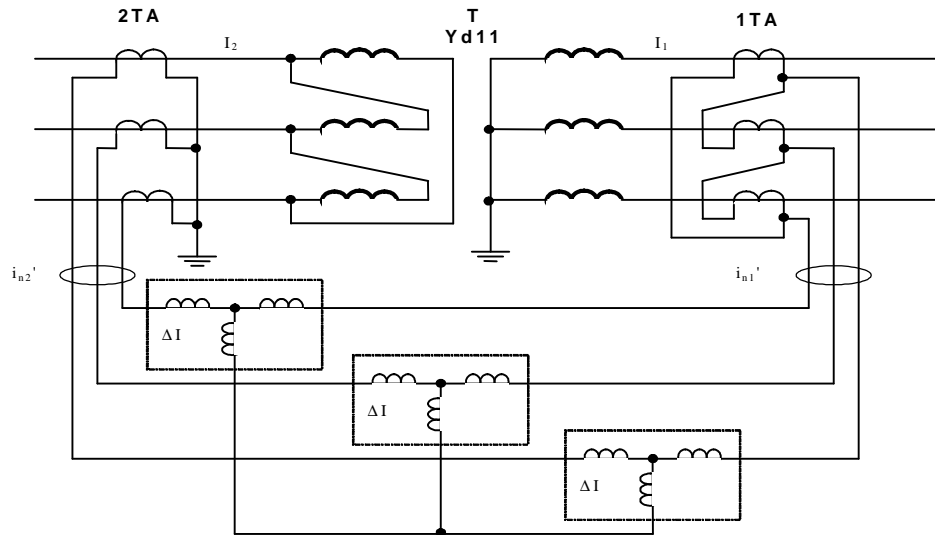 2TA
T
Yd11
1TA
I₂
I₁
iₙ₂'
iₙ₁'
ΔI
ΔI
ΔI